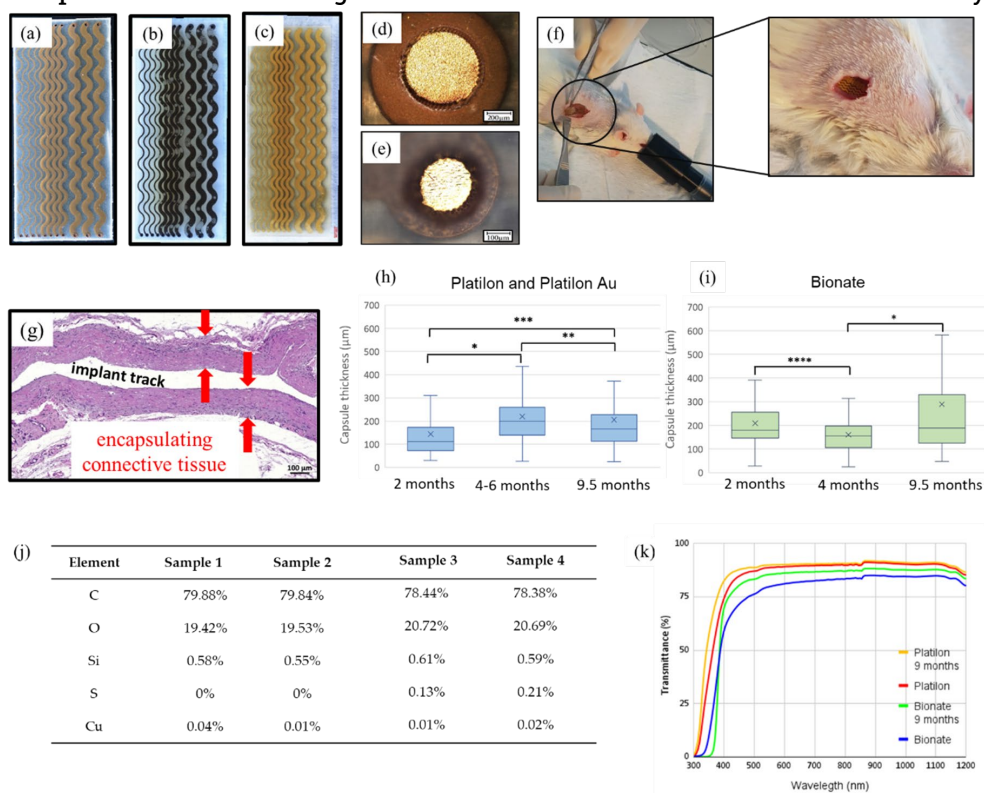 (a)
(b)
(c)
(d)
200μm
(e)
100μm
(f)
(g)
implant track
encapsulating
connective tissue
100 μm
(h)
Platilon and Platilon Au
Capsule thickness (μm)
700
600
500
400
300
200
100
0
***
*
**
2 months
4-6 months
9.5 months
(i)
Bionate
Capsule thickness (μm)
700
600
500
400
300
200
100
0
*
****
2 months
4 months
9.5 months
(j)
Element Sample 1 Sample 2 Sample 3 Sample 4
C 79.88% 79.84% 78.44% 78.38%
O 19.42% 19.53% 20.72% 20.69%
Si 0.58% 0.55% 0.61% 0.59%
S 0% 0% 0.13% 0.21%
Cu 0.04% 0.01% 0.01% 0.02%
(k)
Transmittance (%)
100
75
50
25
0
Platilon
9 months
Platilon
Bionate
9 months
Bionate
300 400 500 600 700 800 900 1000 1100 1200
Wavelegth (nm)